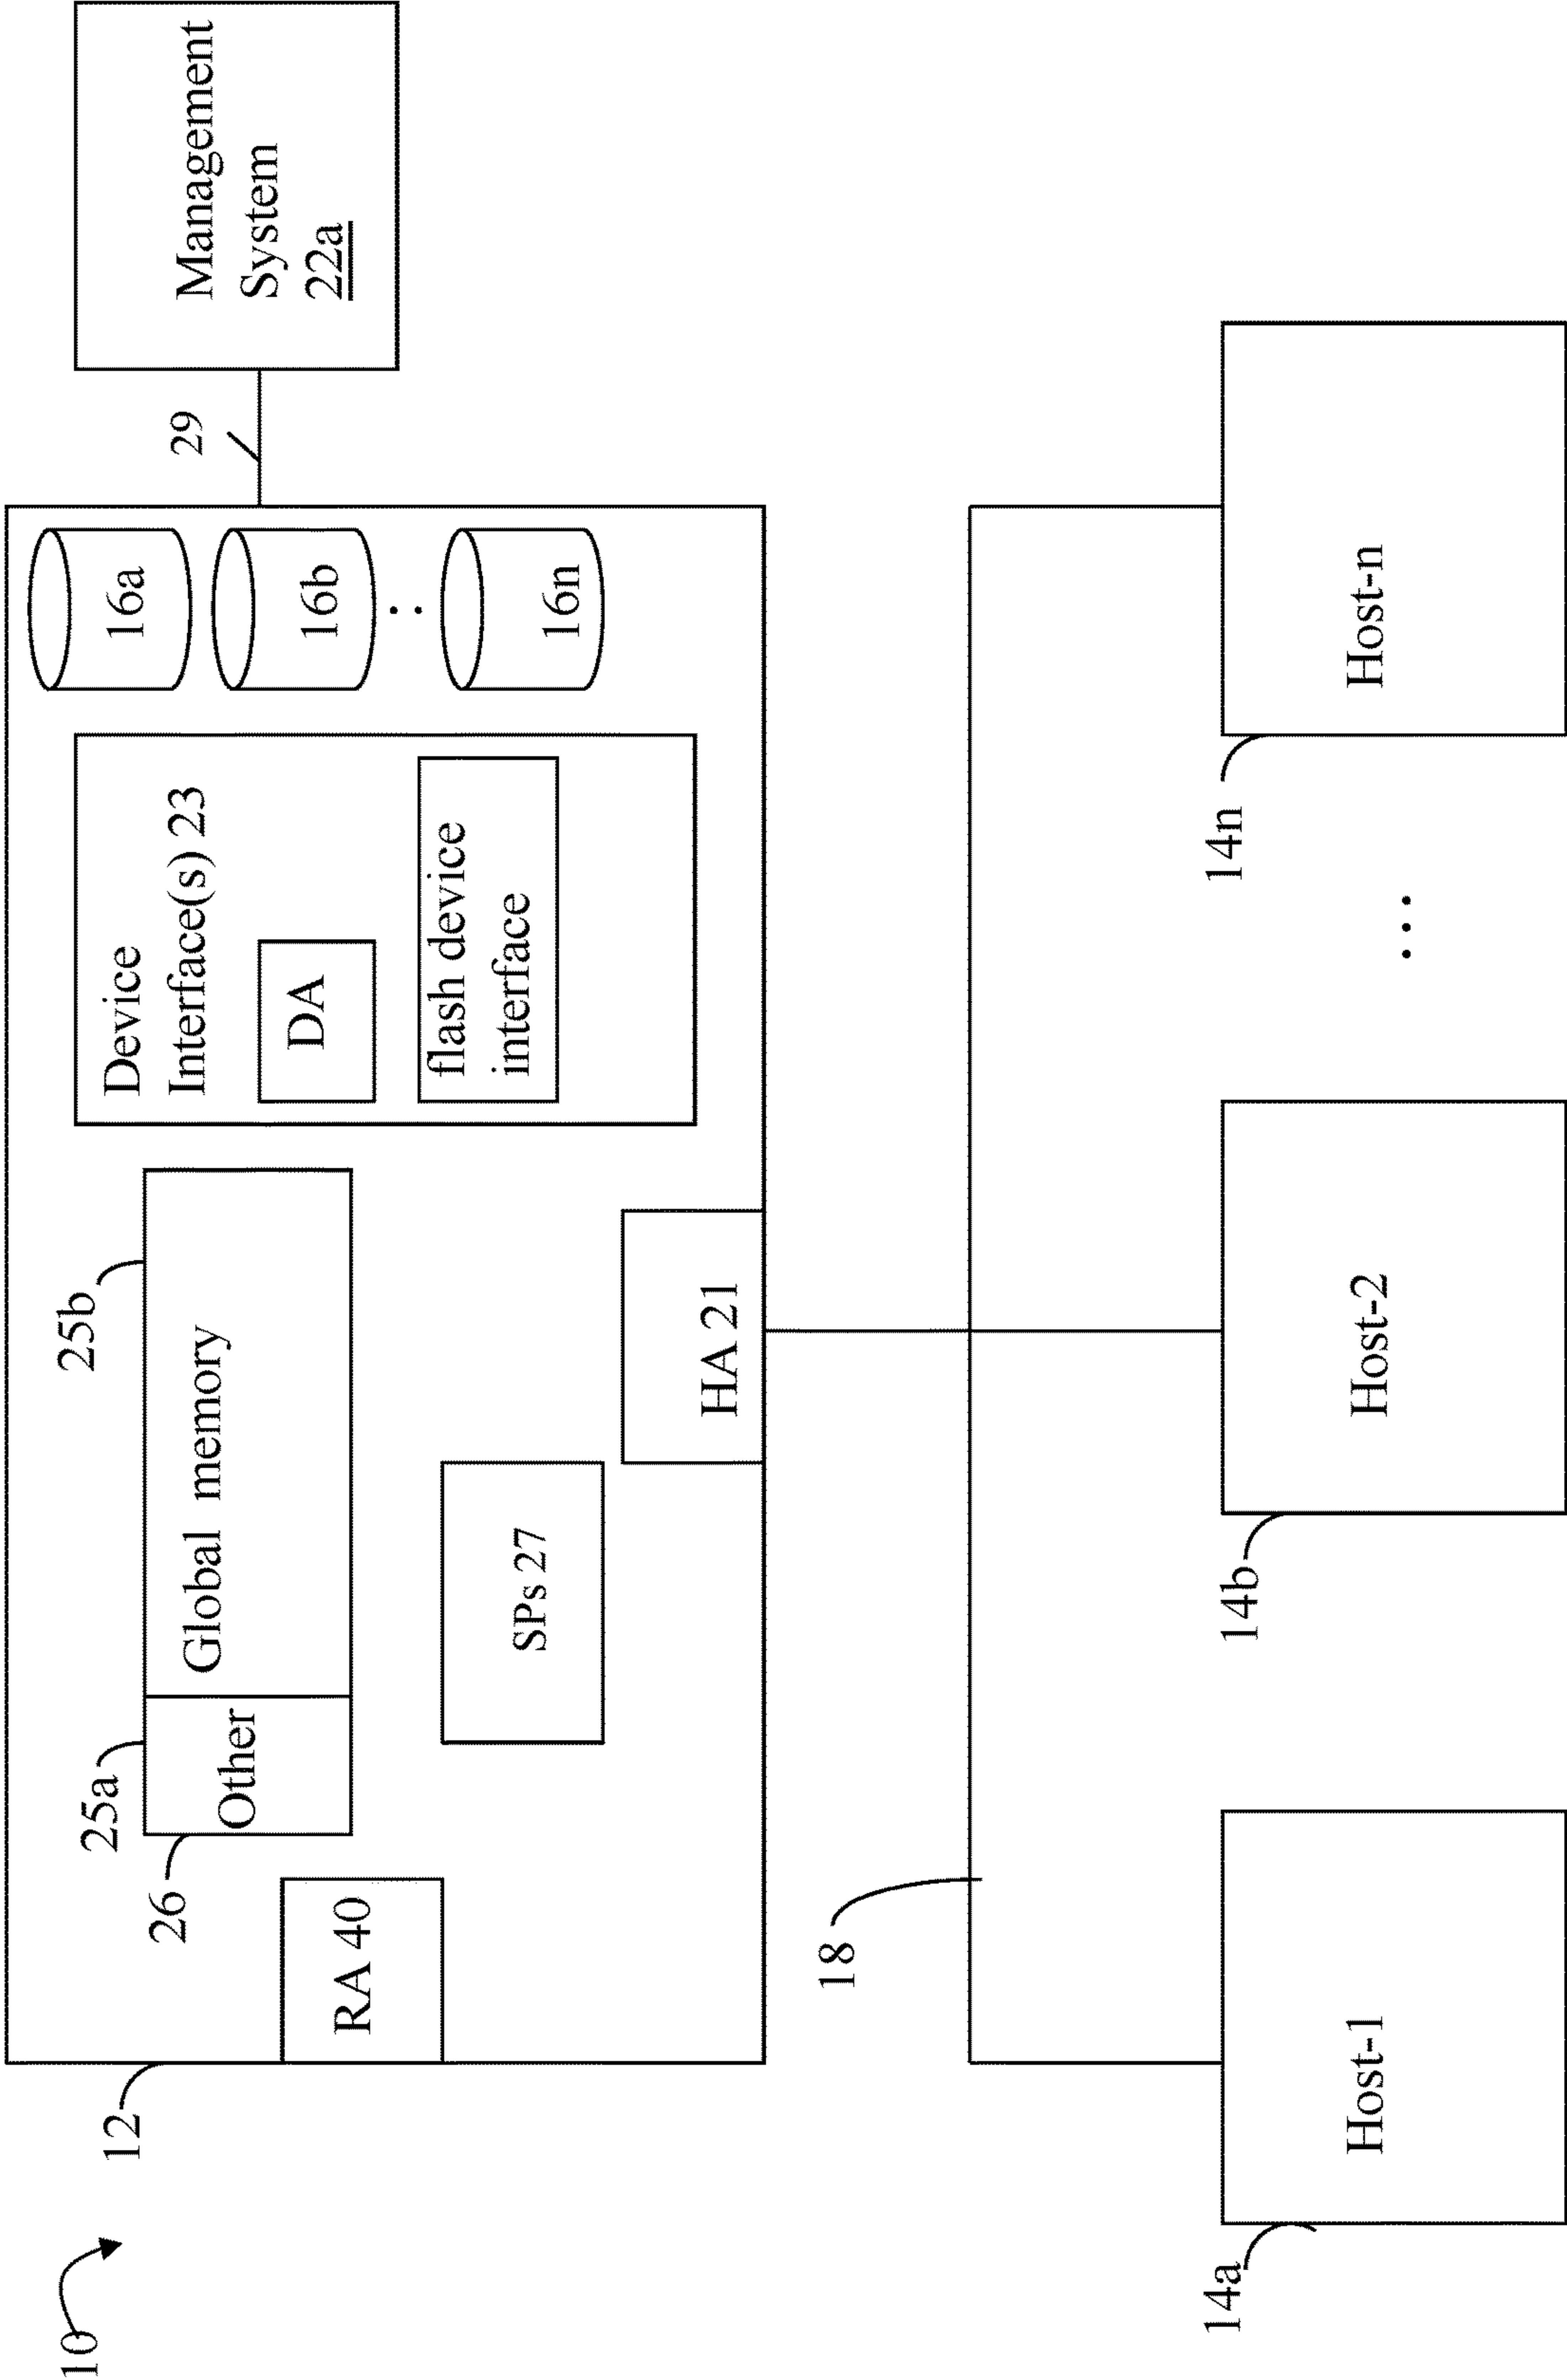 10
12
RA 40
26
25a
25b
Other
Global memory
SPs 27
HA 21
Device
Interface(s) 23
DA
flash device
interface
16a
16b
16n
29
Management
System
22a
18
14a
Host-1
14b
Host-2
...
14n
Host-n